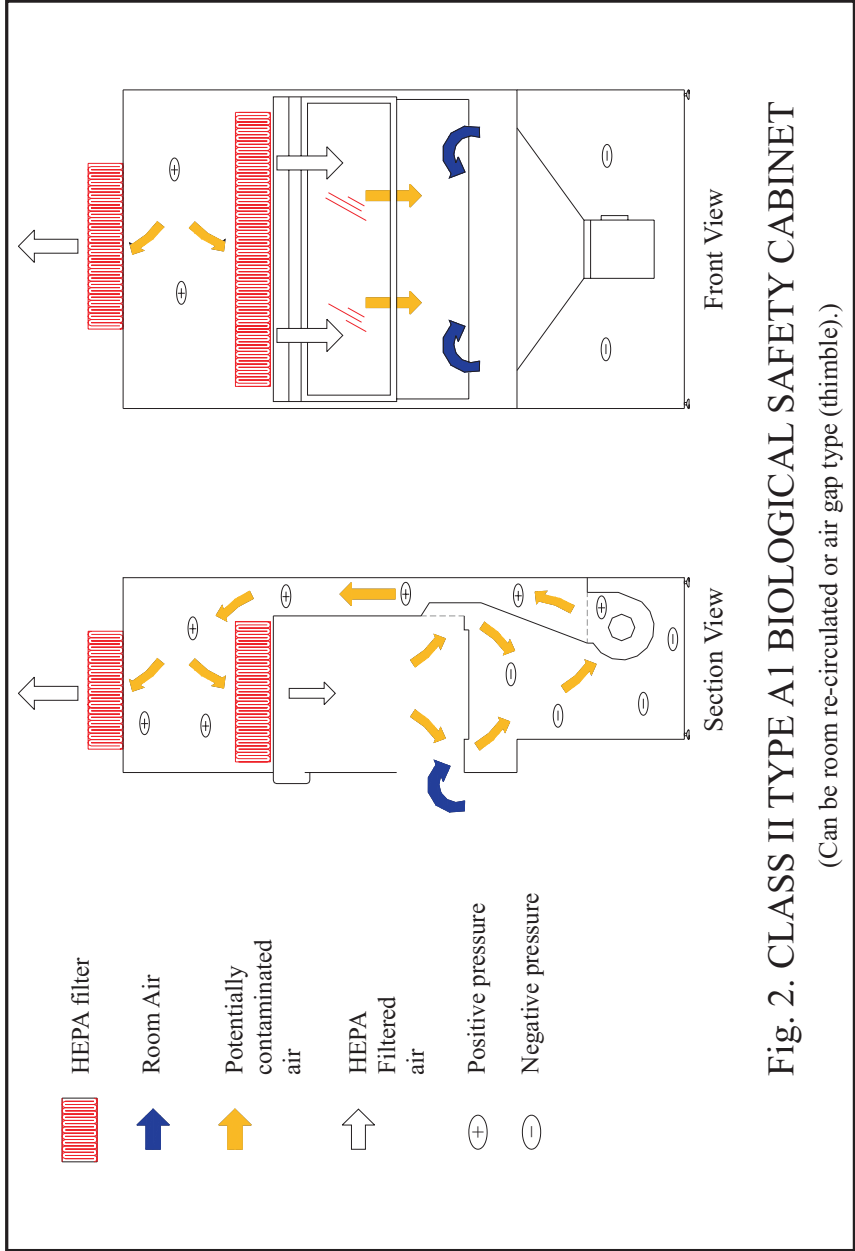 HEPA filter
Room Air
Potentially
contaminated
air
HEPA
Filtered
air
Positive pressure
Negative pressure
Section View
Front View
Fig. 2. CLASS II TYPE A1 BIOLOGICAL SAFETY CABINET
(Can be room re-circulated or air gap type (thimble).)